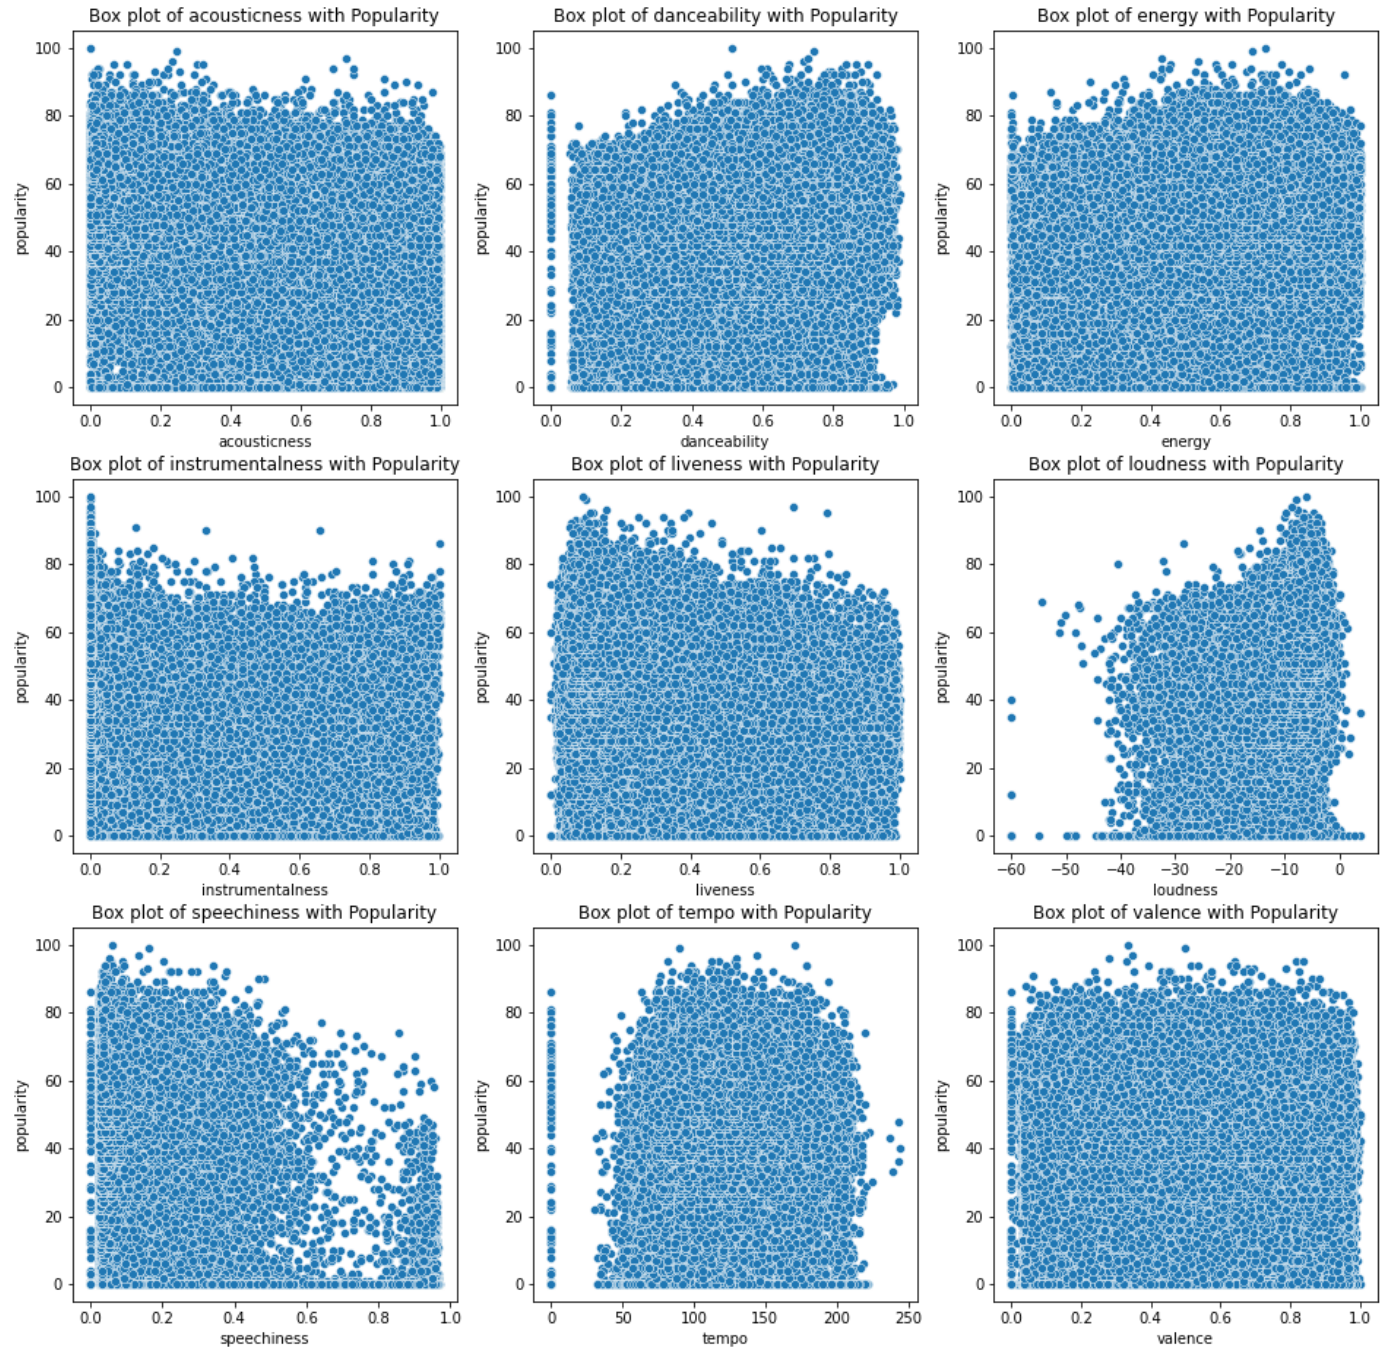 Box plot of acousticness with Popularity
Box plot of danceability with Popularity
Box plot of energy with Popularity
100
80
60
40
20
0
popularity
0.0 0.2 0.4 0.6 0.8 1.0
acousticness
100
80
60
40
20
0
popularity
0.0 0.2 0.4 0.6 0.8 1.0
danceability
100
80
60
40
20
0
popularity
0.0 0.2 0.4 0.6 0.8 1.0
energy
Box plot of instrumentalness with Popularity
Box plot of liveness with Popularity
Box plot of loudness with Popularity
100
80
60
40
20
0
popularity
0.0 0.2 0.4 0.6 0.8 1.0
instrumentalness
100
80
60
40
20
0
popularity
0.0 0.2 0.4 0.6 0.8 1.0
liveness
100
80
60
40
20
0
popularity
−60 −50 −40 −30 −20 −10 0
loudness
Box plot of speechiness with Popularity
Box plot of tempo with Popularity
Box plot of valence with Popularity
100
80
60
40
20
0
popularity
0.0 0.2 0.4 0.6 0.8 1.0
speechiness
100
80
60
40
20
0
popularity
0 50 100 150 200 250
tempo
100
80
60
40
20
0
popularity
0.0 0.2 0.4 0.6 0.8 1.0
valence